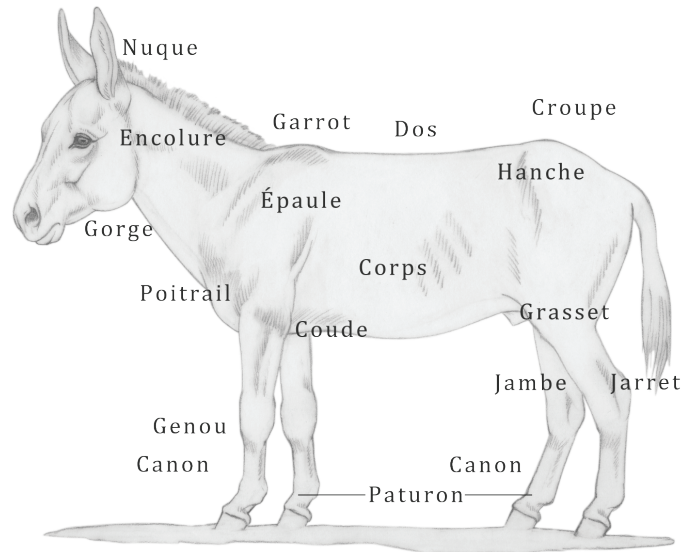 Nuque
Croupe
Garrot
Dos
Encolure
Hanche
Épaule
Gorge
Corps
Poitrail
Grasset
Coude
Jambe
Jarret
Genou
Canon
Canon
Paturon